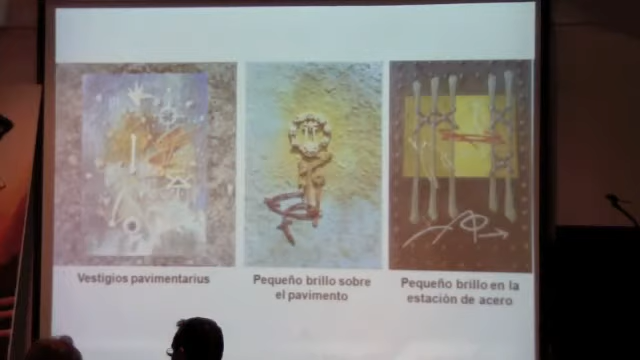 Vestigios pavimentarius
Pequeño brillo sobre
el pavimento
Pequeño brillo en la
estación de acero